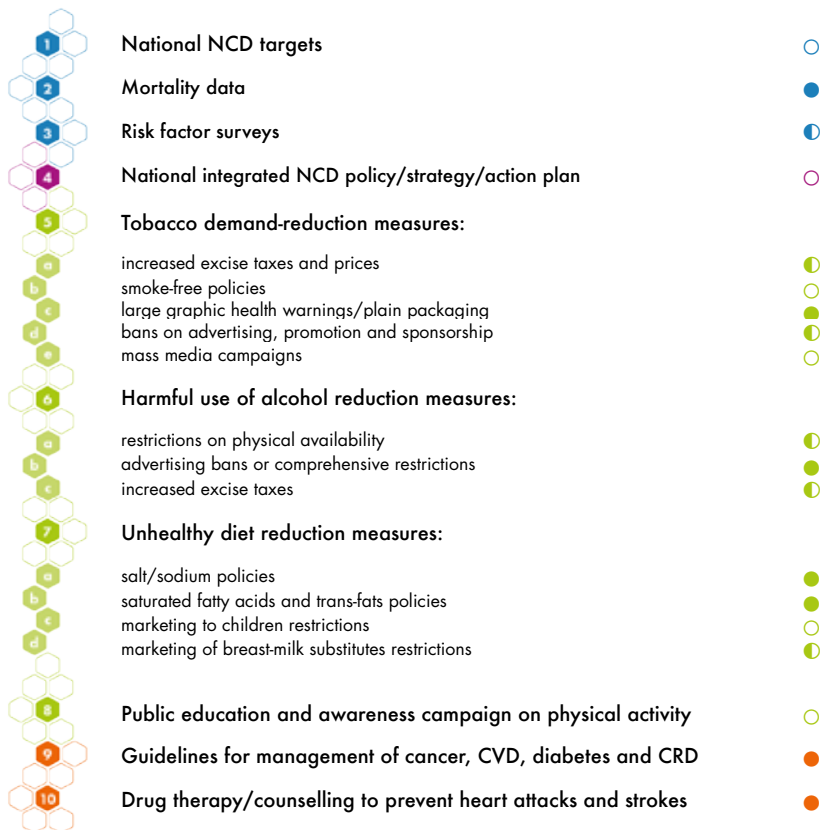 1 National NCD targets
2 Mortality data
3 Risk factor surveys
4 National integrated NCD policy/strategy/action plan
5 Tobacco demand-reduction measures:
a increased excise taxes and prices
b smoke-free policies
c large graphic health warnings/plain packaging
d bans on advertising, promotion and sponsorship
e mass media campaigns
6 Harmful use of alcohol reduction measures:
a restrictions on physical availability
b advertising bans or comprehensive restrictions
c increased excise taxes
7 Unhealthy diet reduction measures:
a salt/sodium policies
b saturated fatty acids and trans-fats policies
c marketing to children restrictions
d marketing of breast-milk substitutes restrictions
8 Public education and awareness campaign on physical activity
9 Guidelines for management of cancer, CVD, diabetes and CRD
10 Drug therapy/counselling to prevent heart attacks and strokes